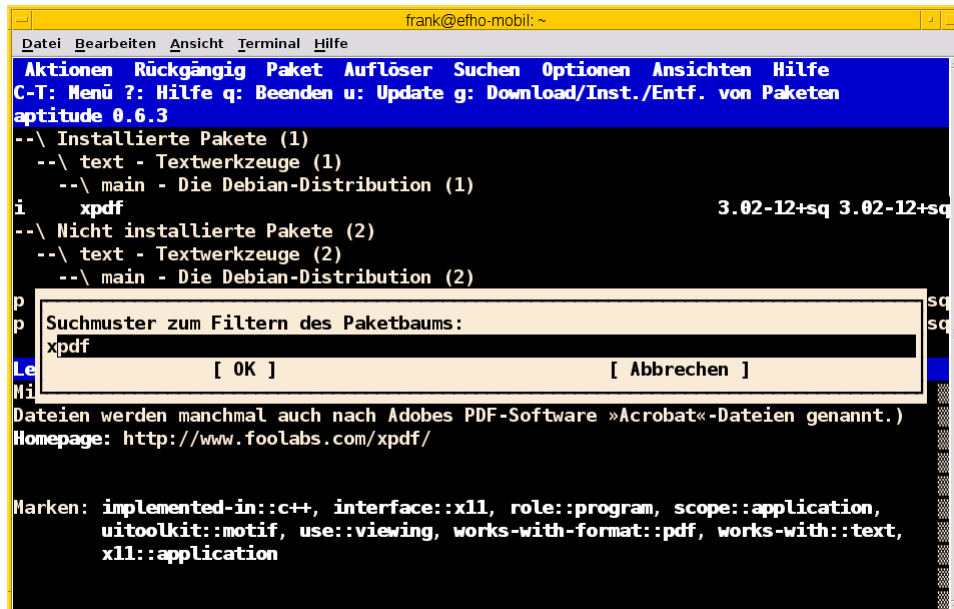 frank@efho-mobil: ~
Datei Bearbeiten Ansicht Terminal Hilfe
Aktionen Rückgängig Paket Auflöser Suchen Optionen Ansichten Hilfe
C-T: Menü ?: Hilfe q: Beenden u: Update g: Download/Inst./Entf. von Paketen
aptitude 0.6.3
--\ Installierte Pakete (1)
--\ text - Textwerkzeuge (1)
--\ main - Die Debian-Distribution (1)
i xpdf 3.02-12+sq 3.02-12+sq
--\ Nicht installierte Pakete (2)
--\ text - Textwerkzeuge (2)
--\ main - Die Debian-Distribution (2)
p sq
p sq
Suchmuster zum Filtern des Paketbaums:
xpdf
Le [ OK ] [ Abbrechen ]
Mi
Dateien werden manchmal auch nach Adobes PDF-Software »Acrobat«-Dateien genannt.)
Homepage: http://www.foolabs.com/xpdf/
Marken: implemented-in::c++, interface::x11, role::program, scope::application,
uitoolkit::motif, use::viewing, works-with-format::pdf, works-with::text,
x11::application